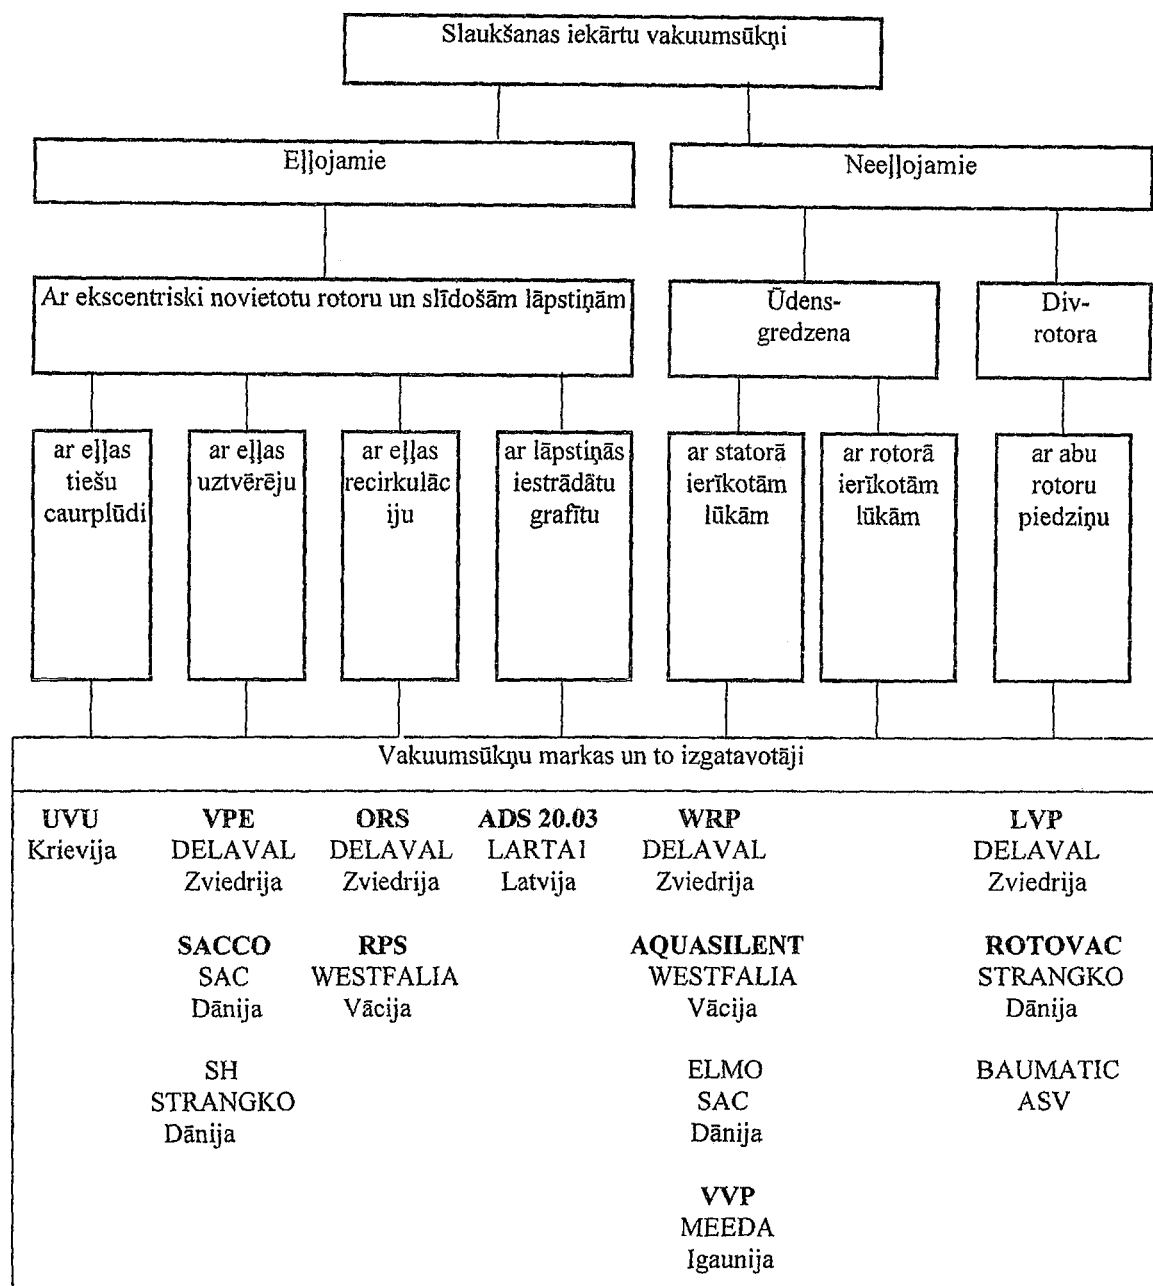 Slaukšanas iekārtu vakuumsūkņi
Eļļojamie
Neeļļojamie
Ar ekscentriski novietotu rotoru un slīdošām lāpstiņām
Ūdens-
gredzena
Div-
rotora
ar eļļas
tiešu
caurplūdi
ar eļļas
uztvērēju
ar eļļas
recirkulāc
iju
ar lāpstiņās
iestrādātu
grafītu
ar statorā
ierīkotām
lūkām
ar rotorā
ierīkotām
lūkām
ar abu
rotoru
piedziņu
Vakuumsūkņu markas un to izgatavotāji
UVU
Krievija
VPE
DELAVAL
Zviedrija
SACCO
SAC
Dānija
SH
STRANGKO
Dānija
ORS
DELAVAL
Zviedrija
RPS
WESTFALIA
Vācija
ADS 20.03
LARTA1
Latvija
WRP
DELAVAL
Zviedrija
AQUASILENT
WESTFALIA
Vācija
ELMO
SAC
Dānija
VVP
MEEDA
Igaunija
LVP
DELAVAL
Zviedrija
ROTOVAC
STRANGKO
Dānija
BAUMATIC
ASV